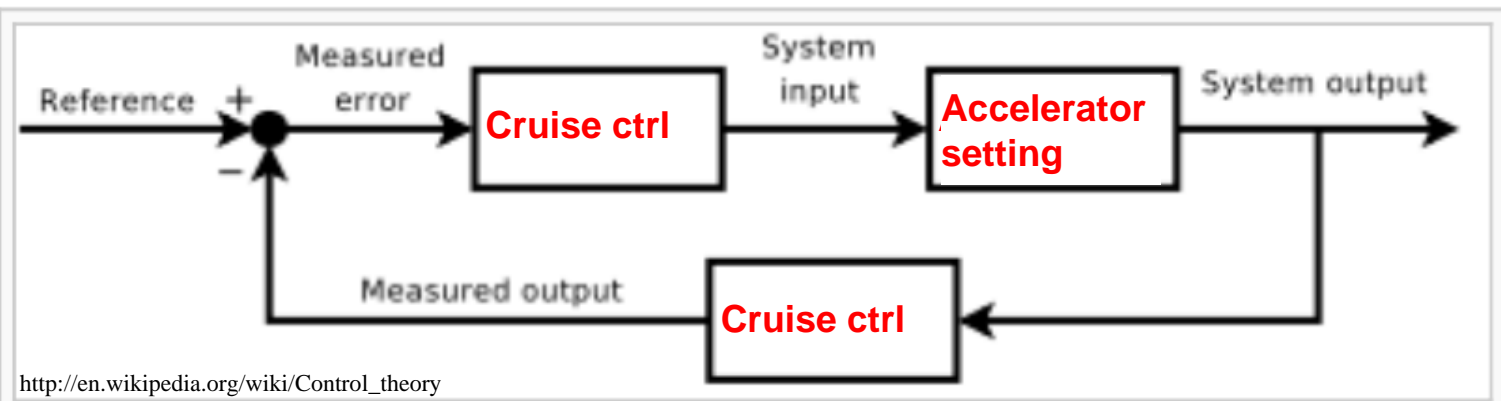 Reference
+
−
Measured
error
Cruise ctrl
System
input
Accelerator
setting
System output
Measured output
Cruise ctrl
http://en.wikipedia.org/wiki/Control_theory